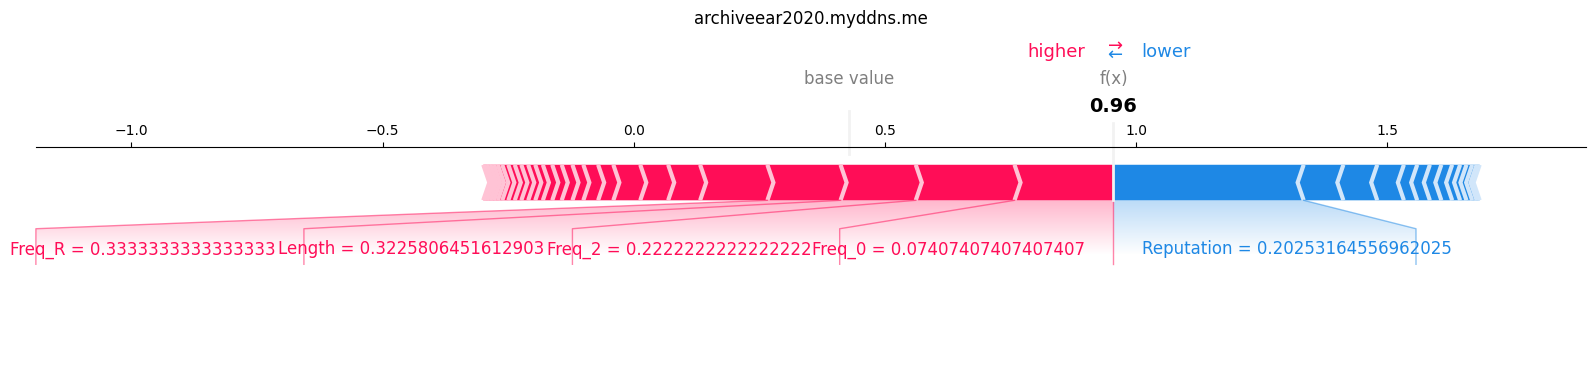 archiveear2020.myddns.me
higher ⇄ lower
base value f(x)
0.96
−1.0 −0.5 0.0 0.5 1.0 1.5
Freq_R = 0.3333333333333333 Length = 0.3225806451612903 Freq_2 = 0.2222222222222222 Freq_0 = 0.07407407407407407 Reputation = 0.20253164556962025